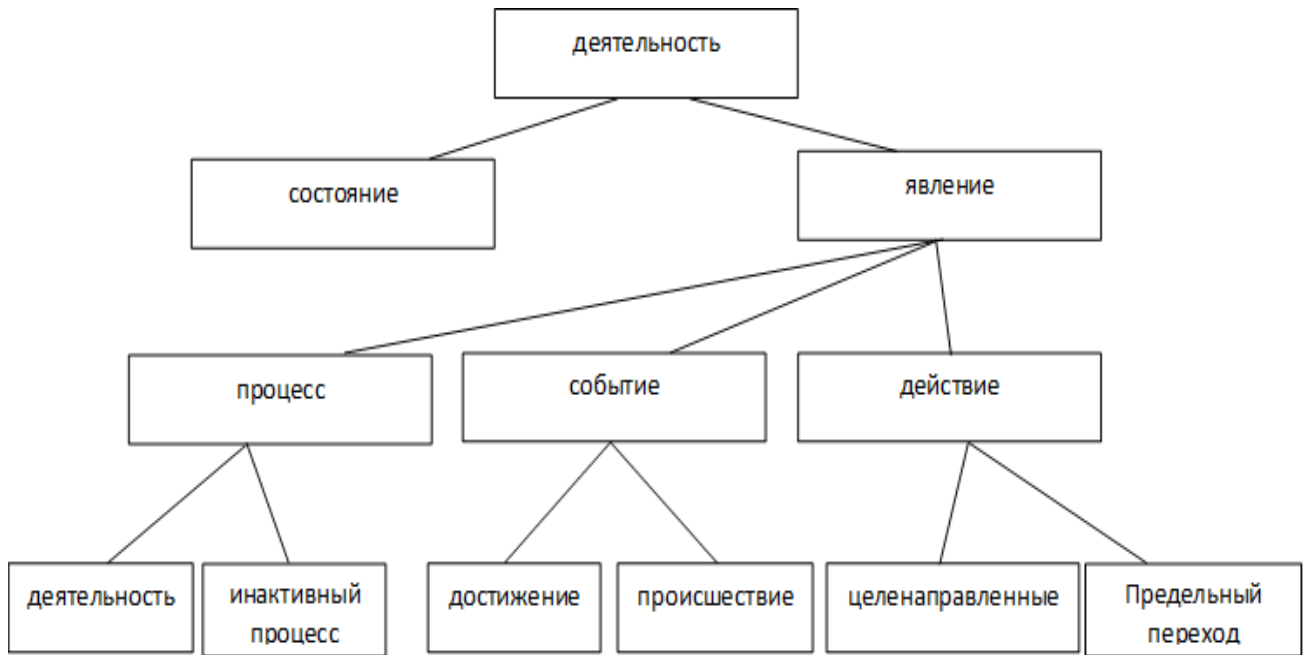 деятельность
состояние
явление
процесс
событие
действие
деятельность
инактивный
процесс
достижение
происшествие
целенаправленные
Предельный
переход